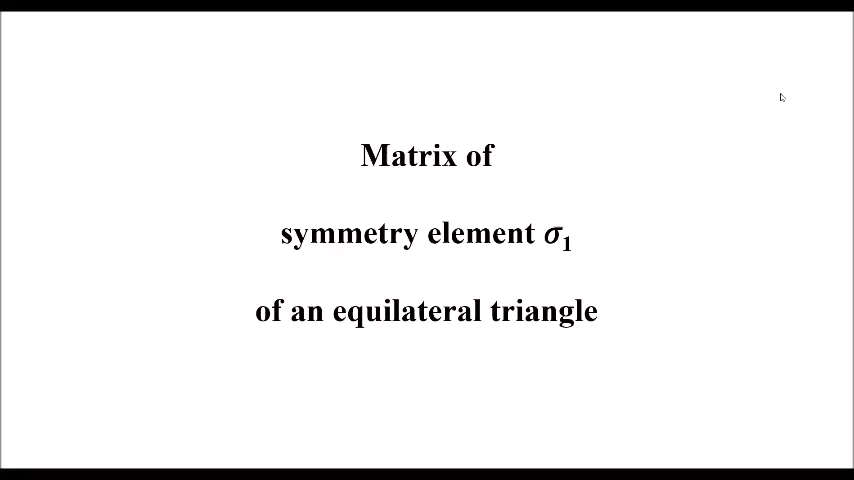 Matrix of
symmetry element σ₁
of an equilateral triangle